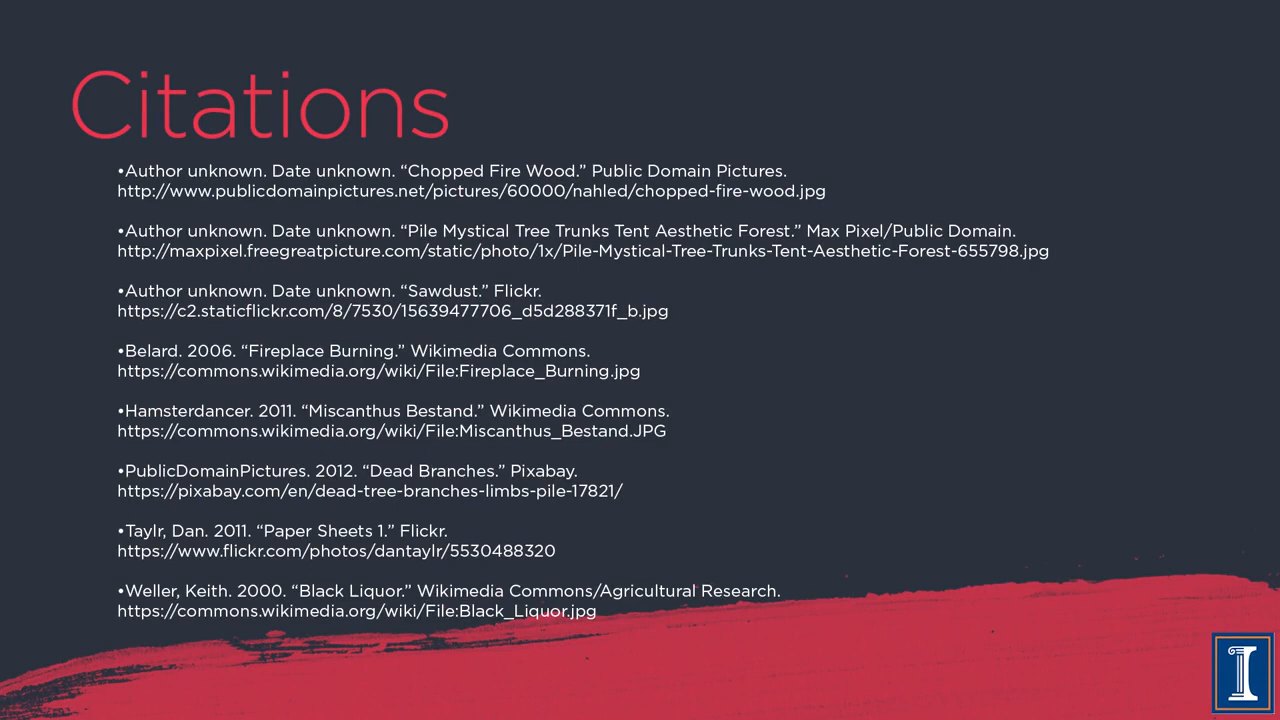 Citations
•Author unknown. Date unknown. “Chopped Fire Wood.” Public Domain Pictures.
http://www.publicdomainpictures.net/pictures/60000/nahled/chopped-fire-wood.jpg
•Author unknown. Date unknown. “Pile Mystical Tree Trunks Tent Aesthetic Forest.” Max Pixel/Public Domain.
http://maxpixel.freegreatpicture.com/static/photo/1x/Pile-Mystical-Tree-Trunks-Tent-Aesthetic-Forest-655798.jpg
•Author unknown. Date unknown. “Sawdust.” Flickr.
https://c2.staticflickr.com/8/7530/15639477706_d5d288371f_b.jpg
•Belard. 2006. “Fireplace Burning.” Wikimedia Commons.
https://commons.wikimedia.org/wiki/File:Fireplace_Burning.jpg
•Hamsterdancer. 2011. “Miscanthus Bestand.” Wikimedia Commons.
https://commons.wikimedia.org/wiki/File:Miscanthus_Bestand.JPG
•PublicDomainPictures. 2012. “Dead Branches.” Pixabay.
https://pixabay.com/en/dead-tree-branches-limbs-pile-17821/
•Taylr, Dan. 2011. “Paper Sheets 1.” Flickr.
https://www.flickr.com/photos/dantaylr/5530488320
•Weller, Keith. 2000. “Black Liquor.” Wikimedia Commons/Agricultural Research.
https://commons.wikimedia.org/wiki/File:Black_Liquor.jpg
I